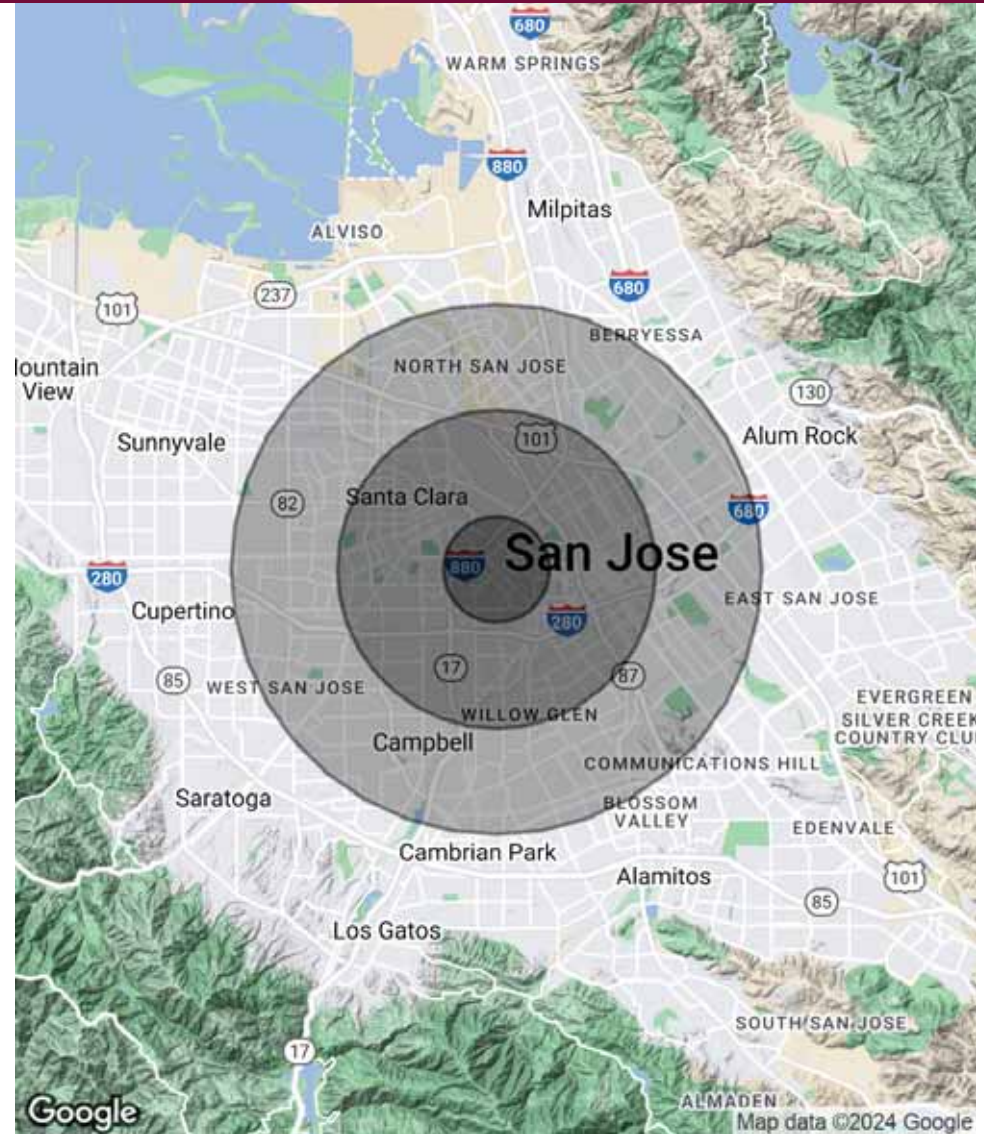 680
WARM SPRINGS
880
Milpitas
ALVISO
680
237
101
BERRYESSA
NORTH SAN JOSE
lountain
View
130
Sunnyvale
101
Alum Rock
82
Santa Clara
680
San Jose
880
280
EAST SAN JOSE
Cupertino
280
17
87
85
WEST SAN JOSE
EVERGREEN
WILLOW GLEN
SILVER CREEK
COUNTRY CLU
Campbell
COMMUNICATIONS HILL
Saratoga
BLOSSOM
VALLEY
EDENVALE
Cambrian Park
Alamitos
101
85
Los Gatos
SOUTH SAN JOSE
17
ALMADEN
Google
Map data ©2024 Google